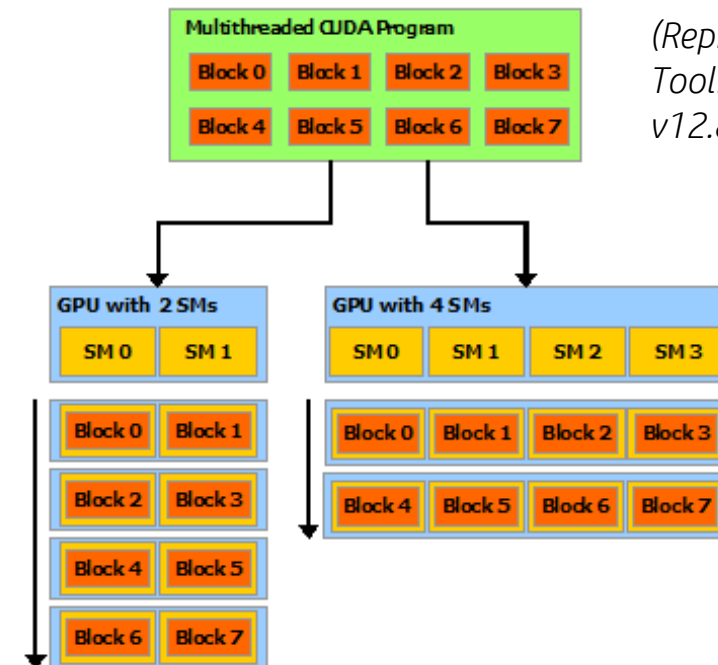 Multithreaded CUDA Program
Block 0 Block 1 Block 2 Block 3
Block 4 Block 5 Block 6 Block 7
(Rep
Tool
v12.
GPU with 2 SMs
SM 0 SM 1
Block 0 Block 1
Block 2 Block 3
Block 4 Block 5
Block 6 Block 7
GPU with 4 SMs
SM 0 SM 1 SM 2 SM 3
Block 0 Block 1 Block 2 Block 3
Block 4 Block 5 Block 6 Block 7